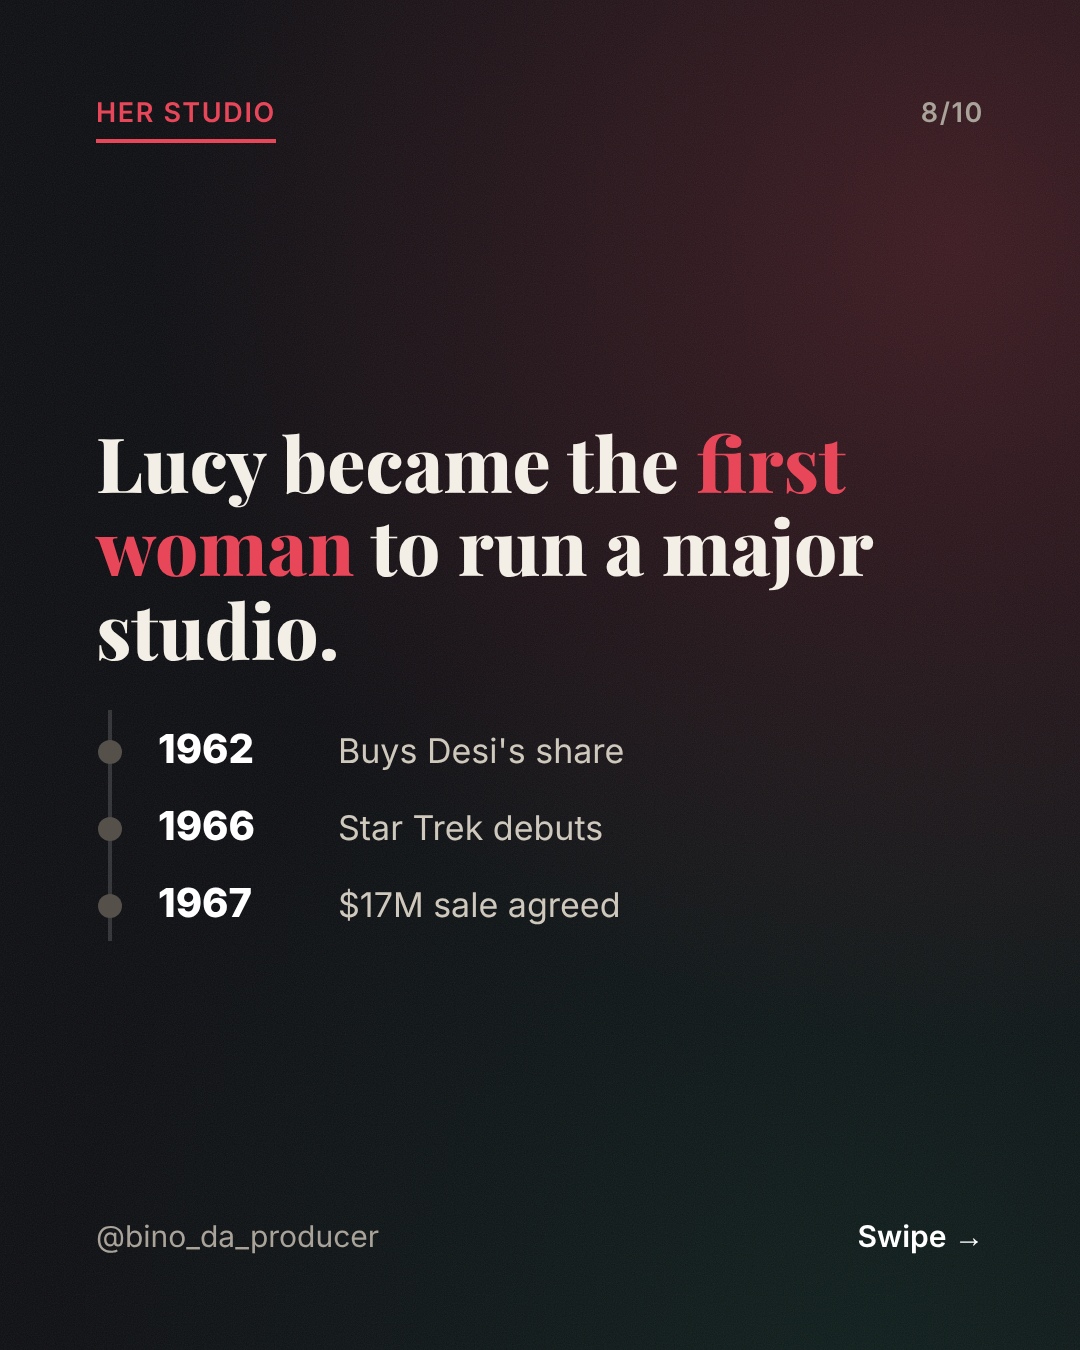 HER STUDIO
8/10
Lucy became the first
woman to run a major
studio.
1962 Buys Desi's share
1966 Star Trek debuts
1967 $17M sale agreed
@bino_da_producer
Swipe →